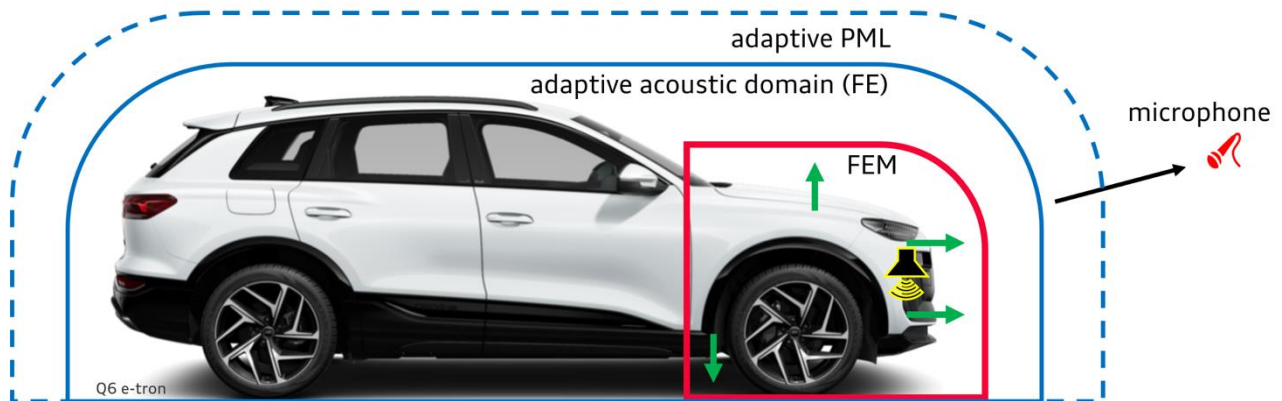 adaptive PML
adaptive acoustic domain (FE)
microphone
FEM
Q6 e-tron